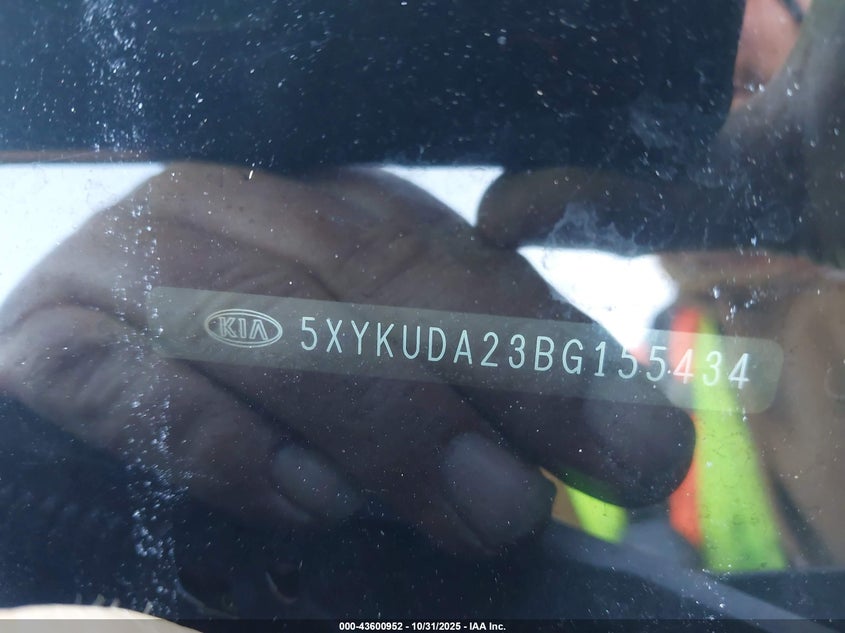 KIA 5XYKUDA23BG155434
000-43600952 - 10/31/2025 - IAA Inc.